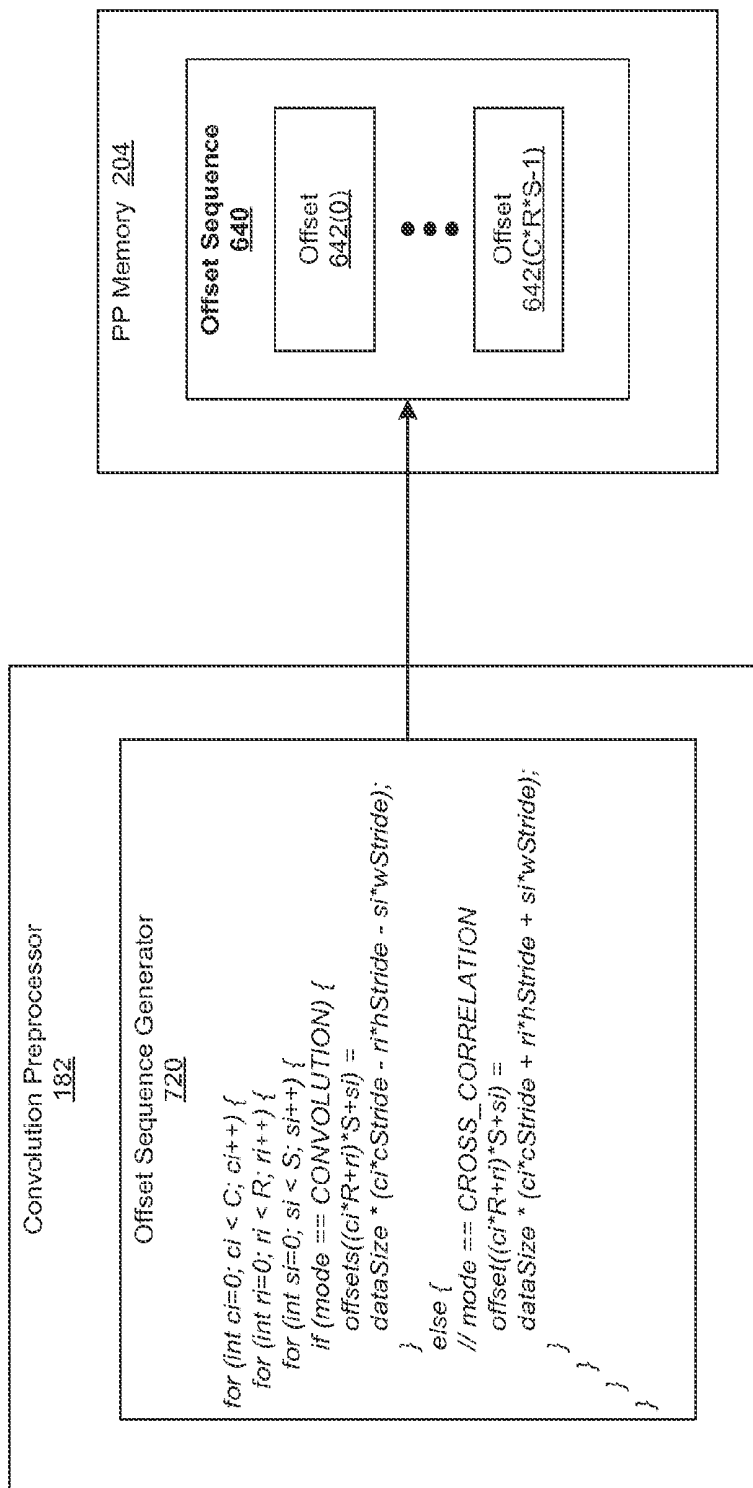 Convolution Preprocessor
182
Offset Sequence Generator
720
for (int ci=0; ci < C; ci++) {
for (int ri=0; ri < R; ri++) {
for (int si=0; si < S; si++) {
if (mode == CONVOLUTION) {
offsets((ci*R+ri)*S+si) =
dataSize * (ci*cStride - ri*hStride - si*wStride);
}
else {
// mode == CROSS_CORRELATION
offset((ci*R+ri)*S+si) =
dataSize * (ci*cStride + ri*hStride + si*wStride);
}
}
}
}
PP Memory 204
Offset Sequence
640
Offset
642(0)
Offset
642(C*R*S-1)